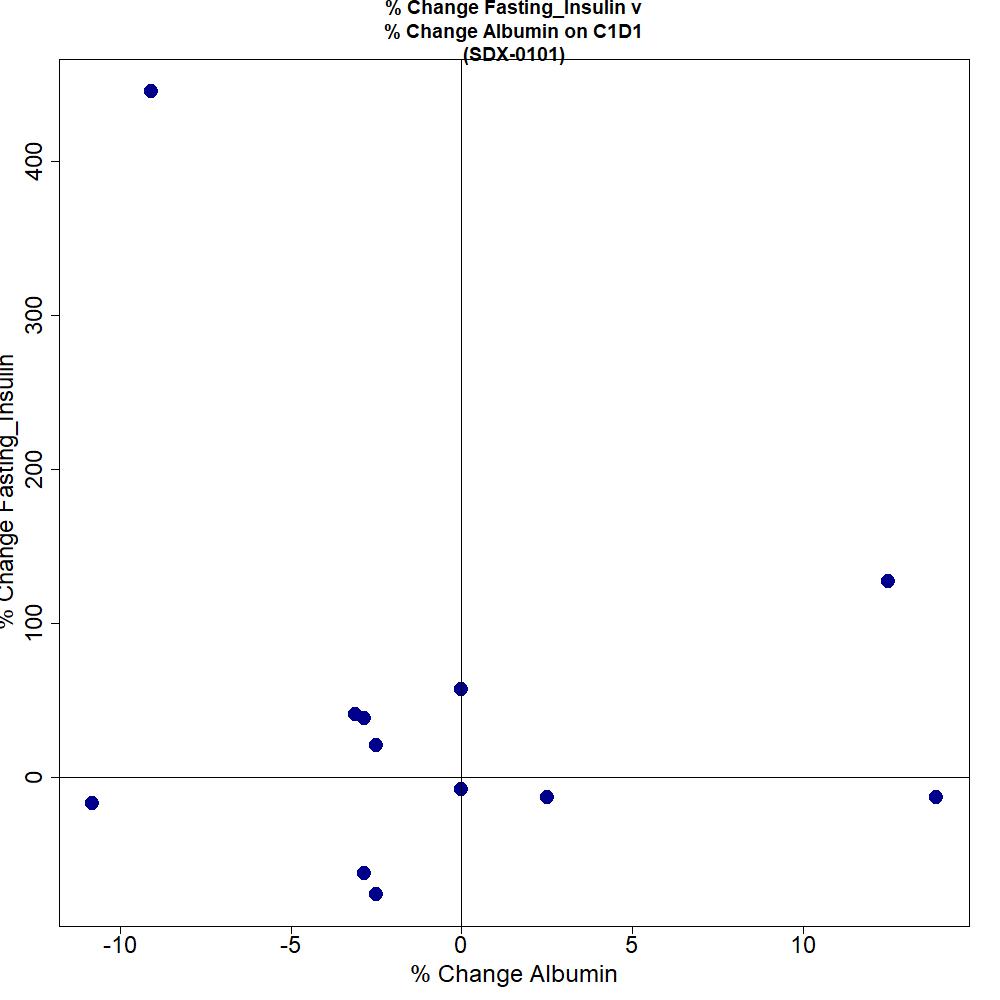 % Change Fasting_Insulin v
% Change Albumin on C1D1
(SDX-0101)
% Change Fasting_Insulin
400
300
200
100
0
-10
-5
0
5
10
% Change Albumin